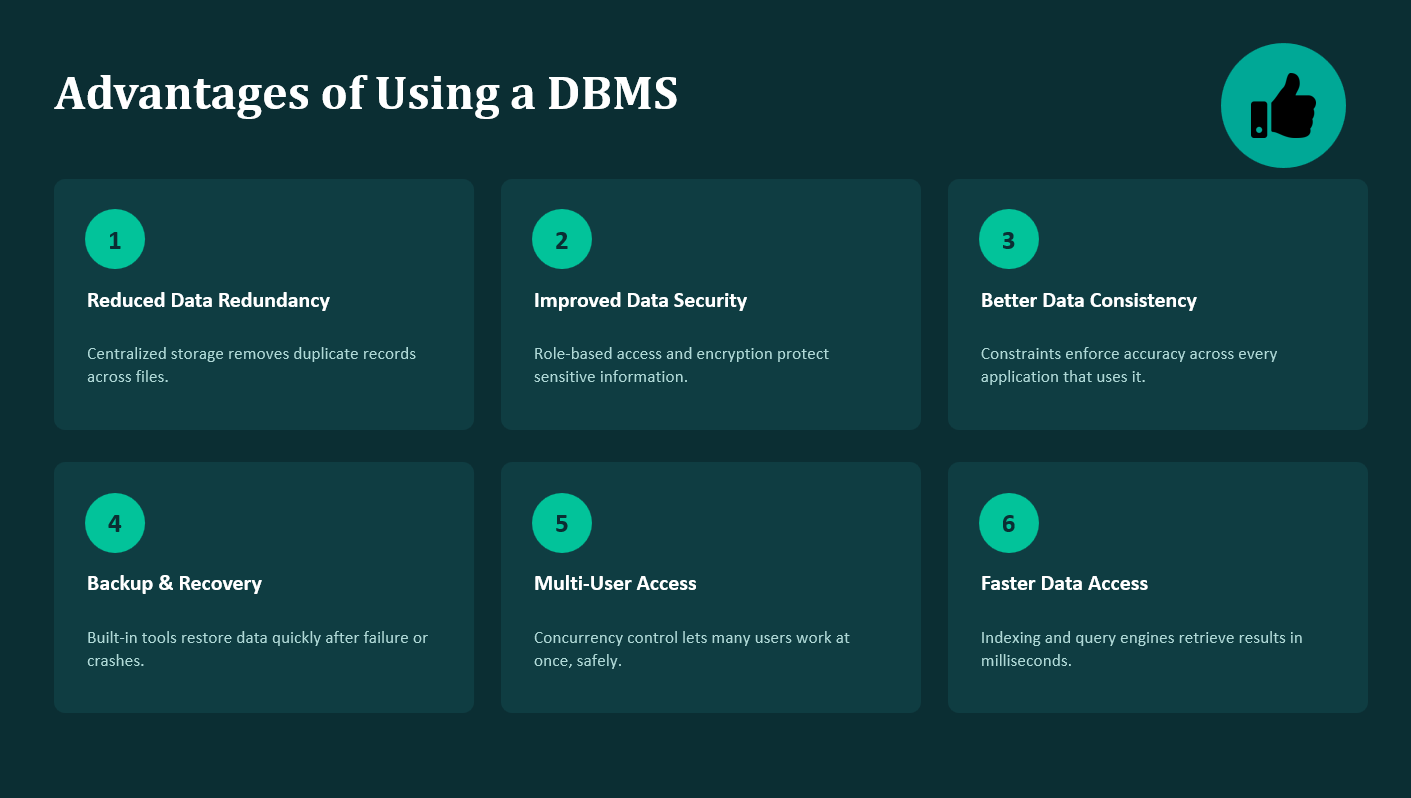 Advantages of Using a DBMS
1
Reduced Data Redundancy
Centralized storage removes duplicate records
across files.
2
Improved Data Security
Role-based access and encryption protect
sensitive information.
3
Better Data Consistency
Constraints enforce accuracy across every
application that uses it.
4
Backup & Recovery
Built-in tools restore data quickly after failure or
crashes.
5
Multi-User Access
Concurrency control lets many users work at
once, safely.
6
Faster Data Access
Indexing and query engines retrieve results in
milliseconds.